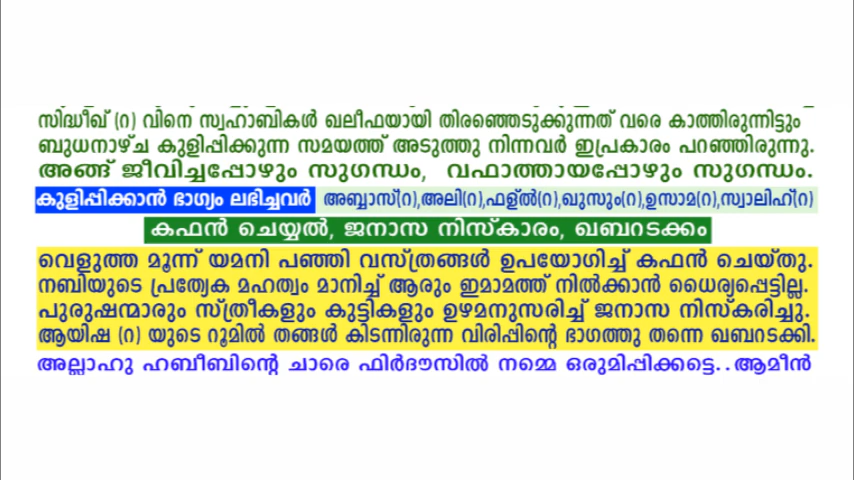 സിദ്ധീഖ് (റ) വിനെ സ്വഹാബികൾ ഖലീഫയായി തിരഞ്ഞെടുക്കുന്നത് വരെ കാത്തിരുന്നിട്ടും
ബുധനാഴ്ച കുളിപ്പിക്കുന്ന സമയത്ത് അടുത്തു നിന്നവർ ഇപ്രകാരം പറഞ്ഞിരുന്നു.
അങ്ങ് ജീവിച്ചപ്പോഴും സുഗന്ധം, വഫാത്തായപ്പോഴും സുഗന്ധം.
കുളിപ്പിക്കാൻ ഭാഗ്യം ലഭിച്ചവർ അബ്ബാസ്(റ),അലി(റ),ഫള്ൽ(റ),ഖുസും(റ),ഉസാമ(റ),സ്വാലിഹ്(റ)
കഫൻ ചെയ്യൽ, ജനാസ നിസ്കാരം, ഖബറടക്കം
വെളുത്ത മൂന്ന് യമനി പഞ്ഞി വസ്ത്രങ്ങൾ ഉപയോഗിച്ച് കഫൻ ചെയ്തു.
നബിയുടെ പ്രത്യേക മഹത്വം മാനിച്ച് ആരും ഇമാമത്ത് നിൽക്കാൻ ധൈര്യപ്പെട്ടില്ല.
പുരുഷന്മാരും സ്ത്രീകളും കുട്ടികളും ഊഴമനുസരിച്ച് ജനാസ നിസ്കരിച്ചു.
ആയിഷ (റ) യുടെ റൂമിൽ തങ്ങൾ കിടന്നിരുന്ന വിരിപ്പിന്റെ ഭാഗത്തു തന്നെ ഖബറടക്കി.
അല്ലാഹു ഹബീബിന്റെ ചാരെ ഫിർദൗസിൽ നമ്മെ ഒരുമിപ്പിക്കട്ടെ..ആമീൻ